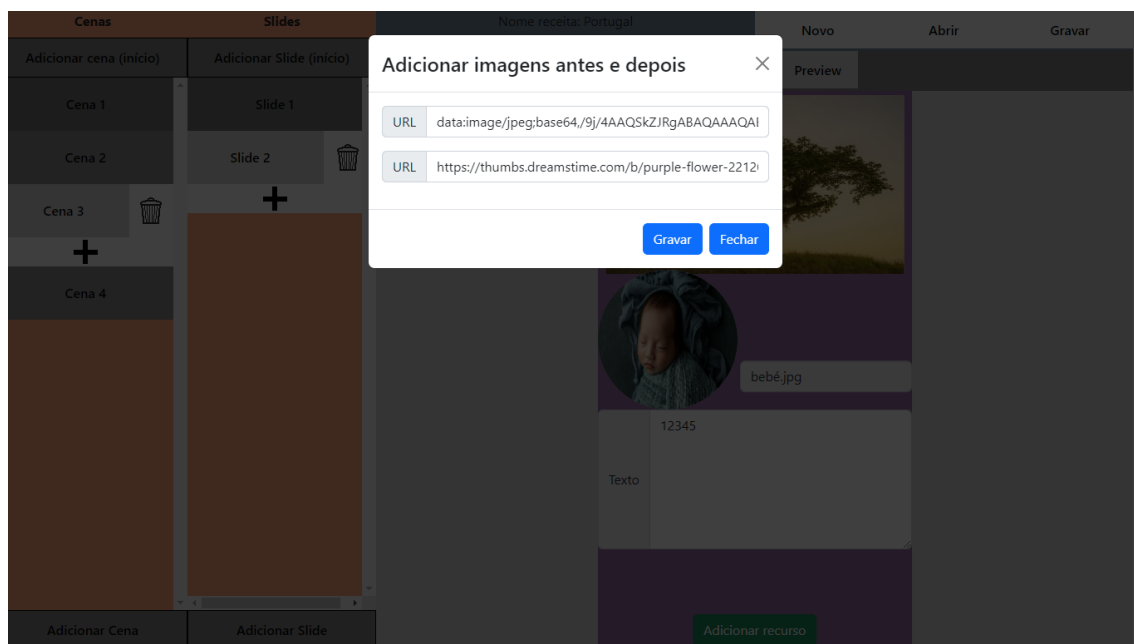 Cenas
Slides
Nome receita: Portugal
Novo
Abrir
Gravar
Adicionar cena (início)
Adicionar Slide (início)
Preview
Adicionar imagens antes e depois
URL
data:image/jpeg;base64,/9j/4AAQSkZJRgABAQAAAQAB
URL
https://thumbs.dreamstime.com/b/purple-flower-2212
Gravar
Fechar
Cena 1
Slide 1
Cena 2
Slide 2
Cena 3
Cena 4
bebé.jpg
Texto
12345
Adicionar Cena
Adicionar Slide
Adicionar recurso